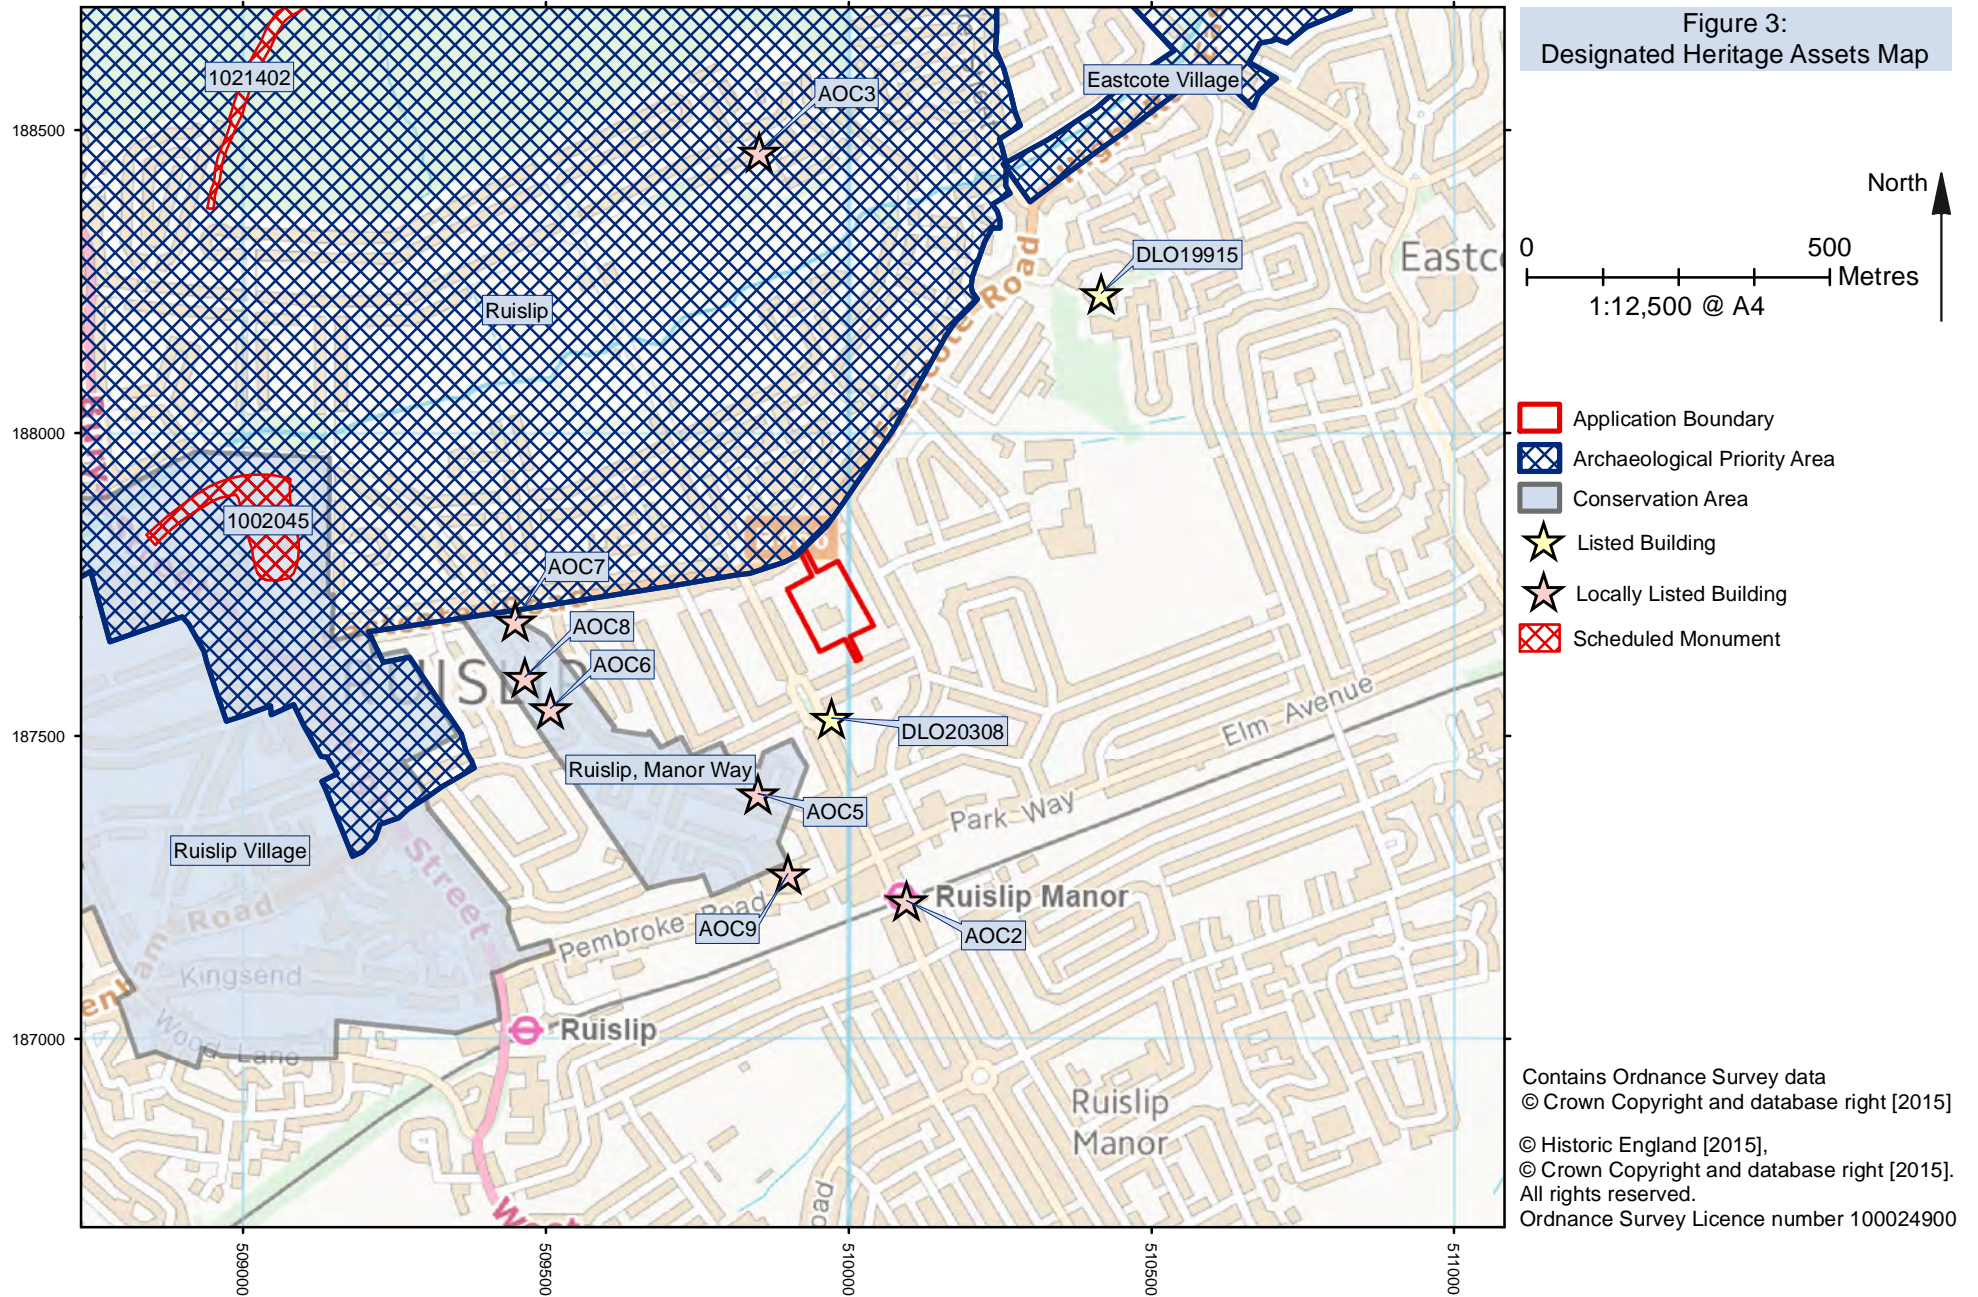 Figure 3:
Designated Heritage Assets Map
North
0 500
Metres
1:12,500 @ A4
Application Boundary
Archaeological Priority Area
Conservation Area
Listed Building
Locally Listed Building
Scheduled Monument
Contains Ordnance Survey data
© Crown Copyright and database right [2015]
© Historic England [2015],
© Crown Copyright and database right [2015].
All rights reserved.
Ordnance Survey Licence number 100024900
188500
188000
187500
187000
509000
509500
510000
510500
511000
1021402
AOC3
Eastcote Village
DLO19915
Eastco
Ruislip
Road
1002045
AOC7
AOC8
AOC6
DLO20308
Ruislip, Manor Way
AOC5
Elm Avenue
Park Way
Ruislip Village
Street
Road
Kingsend
Pembroke Road
AOC9
Ruislip Manor
AOC2
Wood Lane
Ruislip
Ruislip
Manor
oad